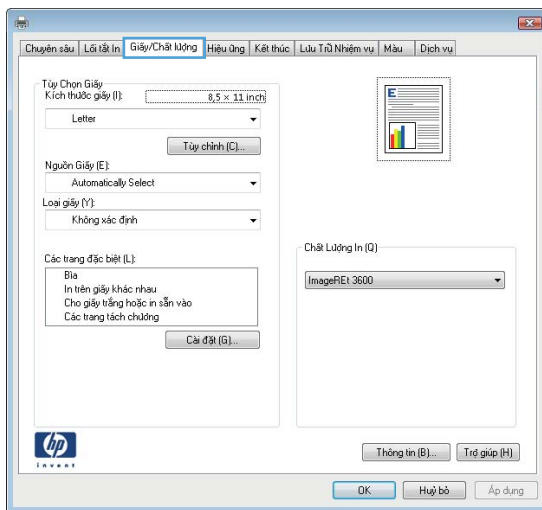 Chuyên sâu Lối tắt In Giấy/Chất lượng Hiệu ứng Kết thúc Lưu Trữ Nhiệm vụ Màu Dịch vụ
Tùy Chọn Giấy
Kích thước giấy (I): 8,5 × 11 inch
Letter
Tùy chỉnh (C)...
Nguồn Giấy (E):
Automatically Select
Loại giấy (Y):
Không xác định
Các trang đặc biệt (L):
Bìa
In trên giấy khác nhau
Cho giấy trắng hoặc in sẵn vào
Các trang tách chương
Cài đặt (G)...
E
Chất Lượng In (Q)
ImageREt 3600
hp
invent
Thông tin (B)... Trợ giúp (H)
OK Huỷ bỏ Áp dụng